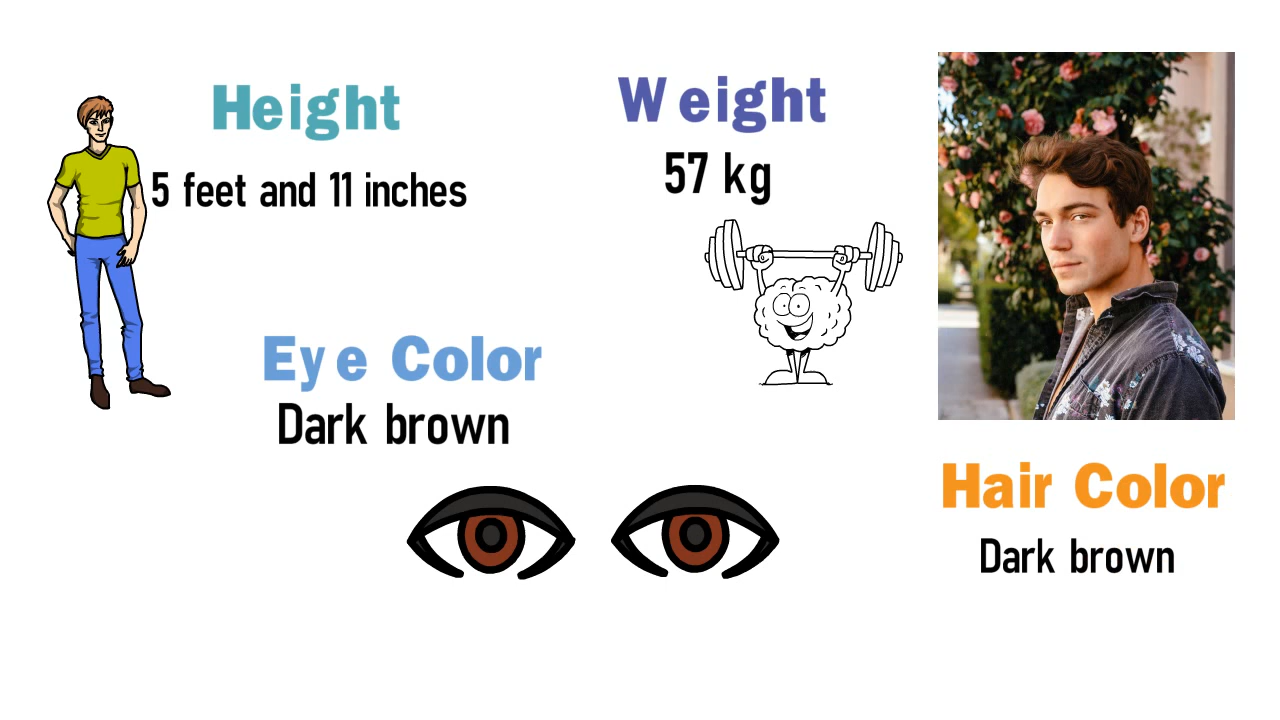 Height
5 feet and 11 inches
Weight
57 kg
Eye Color
Dark brown
Hair Color
Dark brown